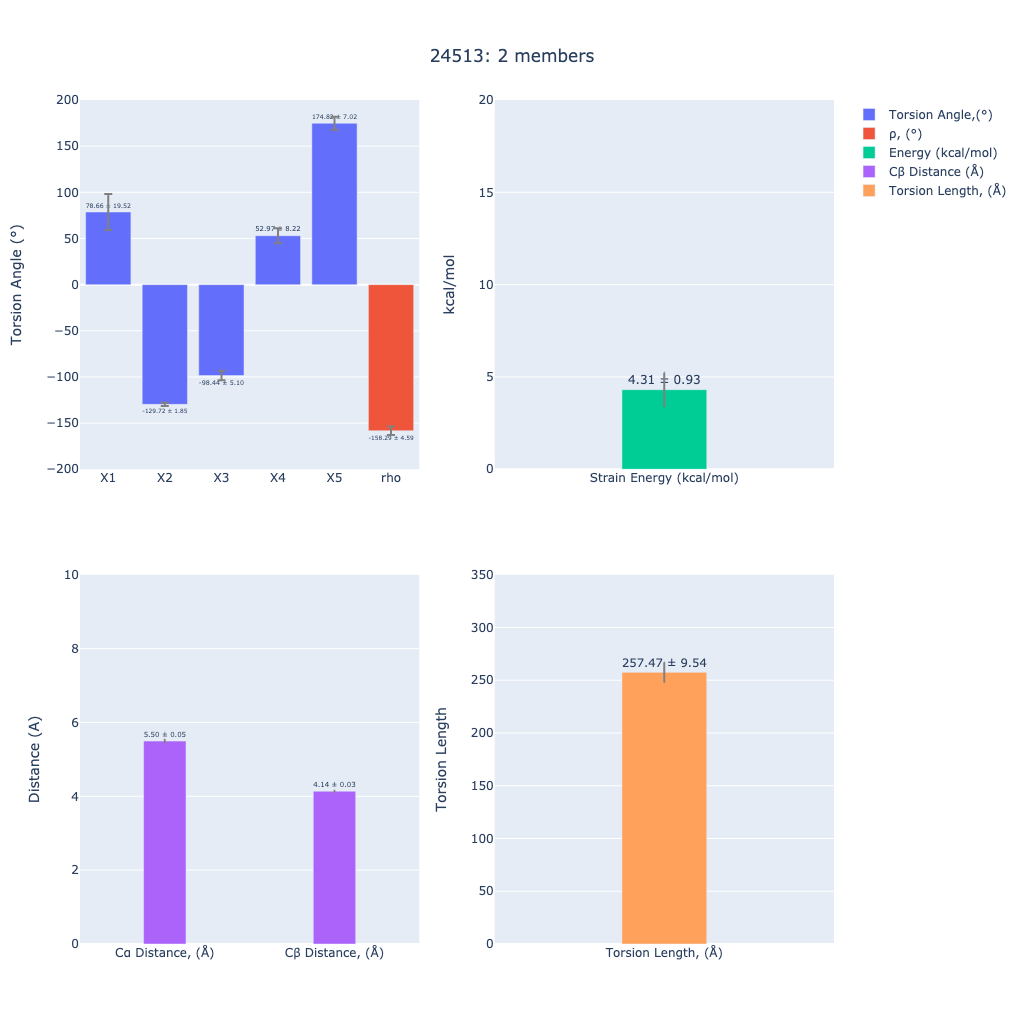 24513: 2 members
Torsion Angle (°)
200
150
100
50
0
−50
−100
−150
−200
78.66 ± 19.52
-129.72 ± 1.85
-98.44 ± 5.10
52.97 ± 8.22
174.82 ± 7.02
-158.29 ± 4.59
X1
X2
X3
X4
X5
rho
kcal/mol
20
15
10
5
0
4.31 ± 0.93
Strain Energy (kcal/mol)
Torsion Angle,(°)
ρ, (°)
Energy (kcal/mol)
Cβ Distance (Å)
Torsion Length, (Å)
Distance (A)
10
8
6
4
2
0
5.50 ± 0.05
4.14 ± 0.03
Cα Distance, (Å)
Cβ Distance, (Å)
Torsion Length
350
300
250
200
150
100
50
0
257.47 ± 9.54
Torsion Length, (Å)